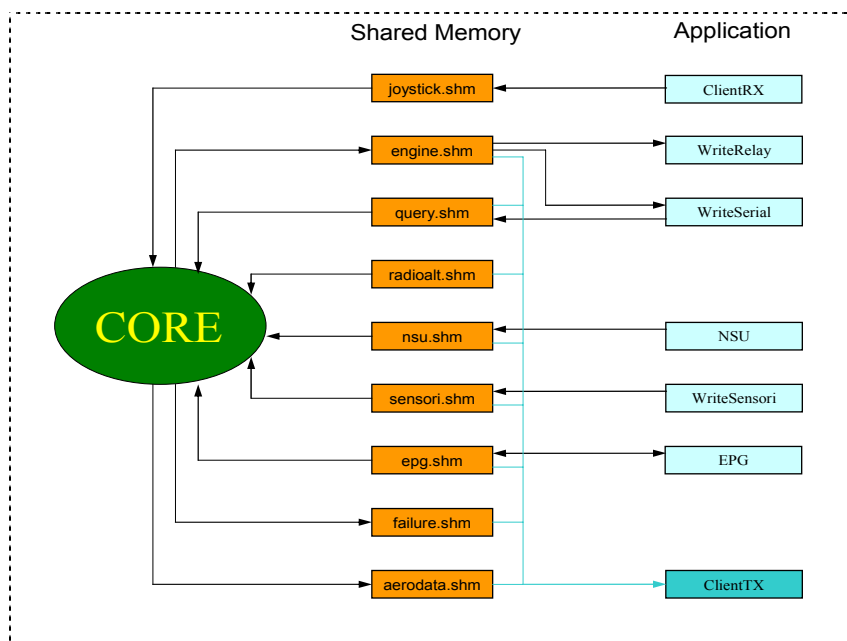 Shared Memory Application
joystick.shm ClientRX
engine.shm WriteRelay
query.shm WriteSerial
radioalt.shm
CORE
nsu.shm NSU
sensori.shm WriteSensori
epg.shm EPG
failure.shm
aerodata.shm ClientTX